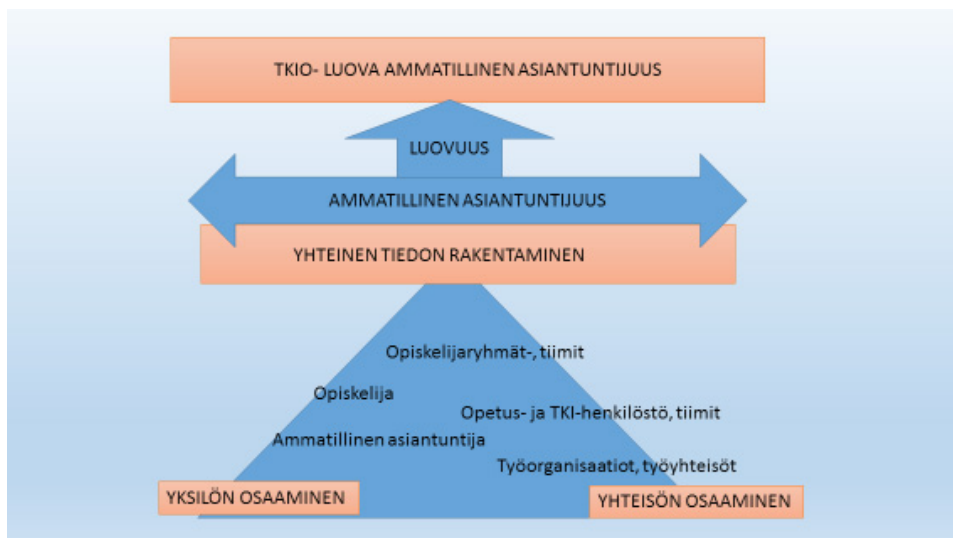 TKIO- LUOVA AMMATILLINEN ASIANTUNTIJUUS
LUOVUUS
AMMATILLINEN ASIANTUNTIJUUS
YHTEINEN TIEDON RAKENTAMINEN
Opiskelijaryhmät-, tiimit
Opiskelija
Opetus- ja TKI-henkilöstö, tiimit
Ammatillinen asiantuntija
Työorganisaatiot, työyhteisöt
YKSILÖN OSAAMINEN
YHTEISÖN OSAAMINEN